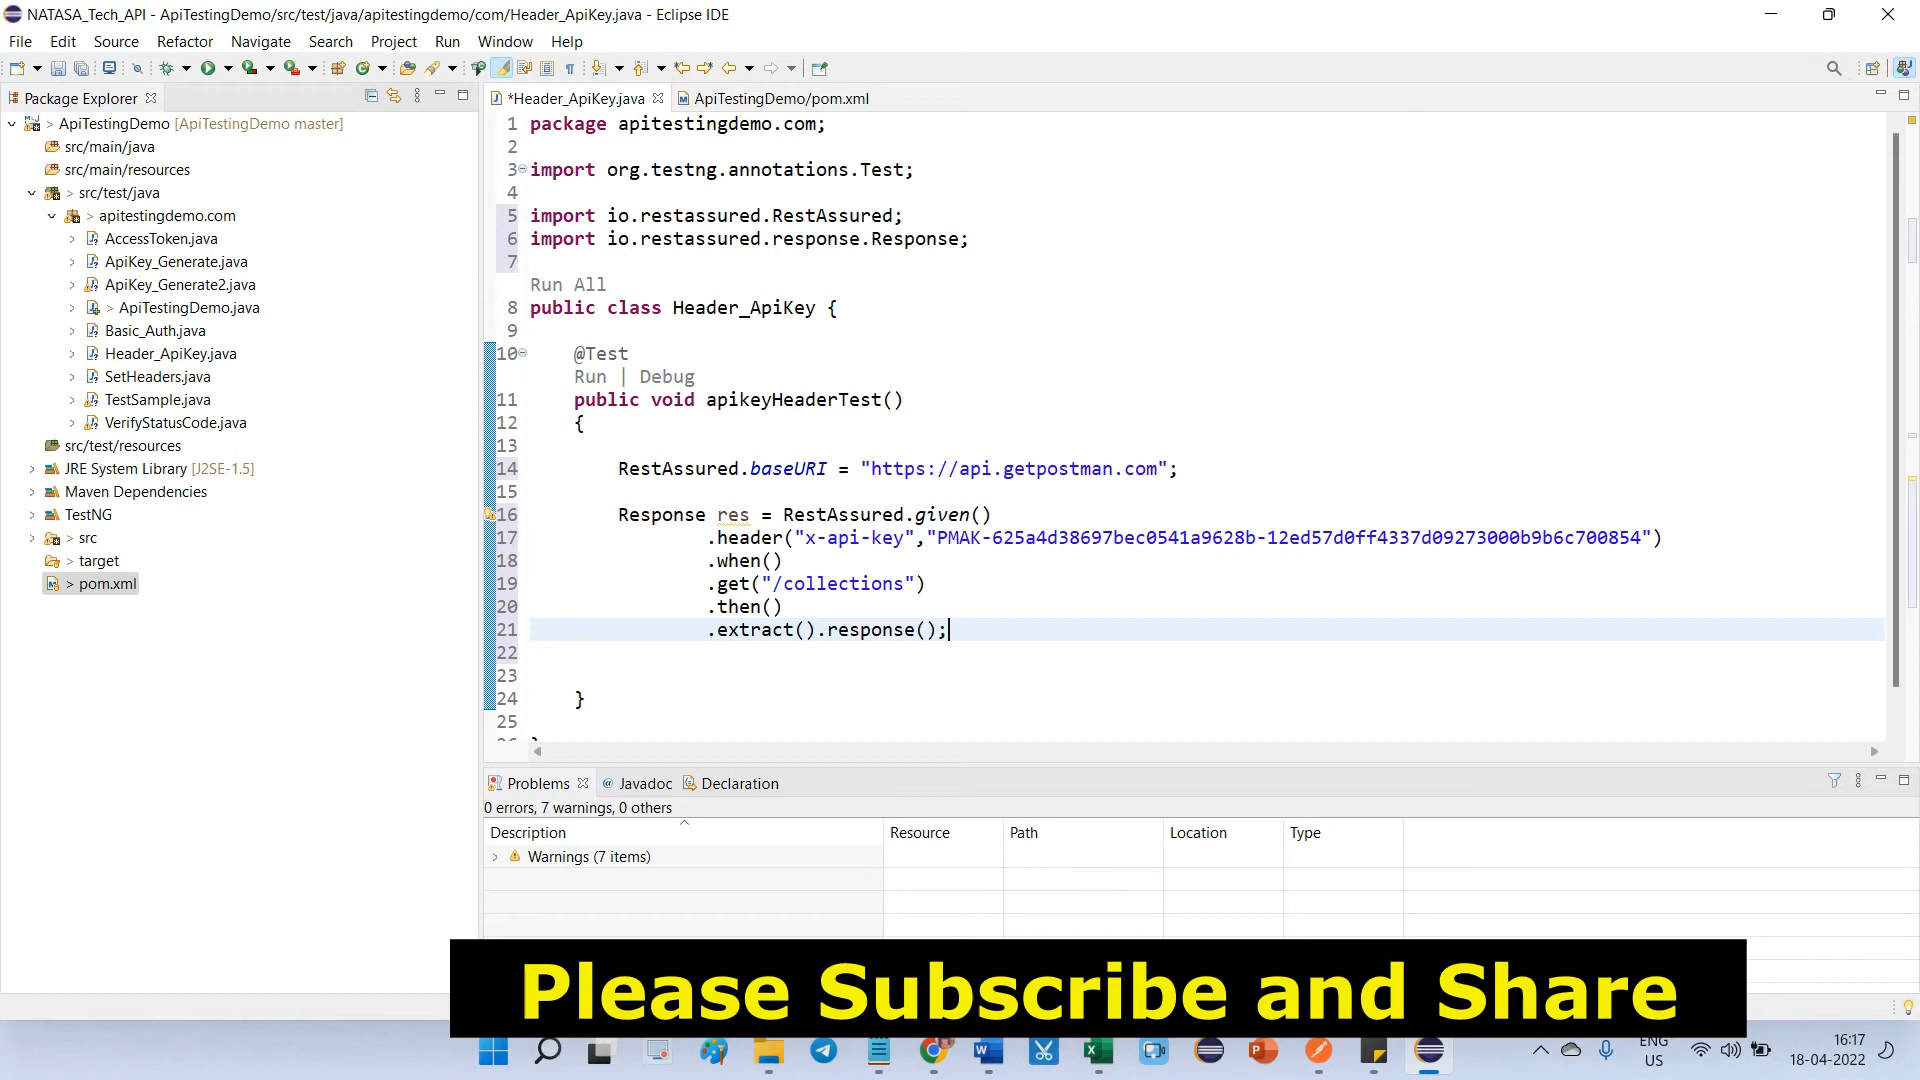 NATASA_Tech_API - ApiTestingDemo/src/test/java/apitestingdemo/com/Header_ApiKey.java - Eclipse IDE
File Edit Source Refactor Navigate Search Project Run Window Help
Package Explorer
> ApiTestingDemo [ApiTestingDemo master]
src/main/java
src/main/resources
> src/test/java
> apitestingdemo.com
AccessToken.java
ApiKey_Generate.java
ApiKey_Generate2.java
> ApiTestingDemo.java
Basic_Auth.java
Header_ApiKey.java
SetHeaders.java
TestSample.java
VerifyStatusCode.java
src/test/resources
JRE System Library [J2SE-1.5]
Maven Dependencies
TestNG
> src
target
> pom.xml
*Header_ApiKey.java ApiTestingDemo/pom.xml
1 package apitestingdemo.com;
2
3 import org.testng.annotations.Test;
4
5 import io.restassured.RestAssured;
6 import io.restassured.response.Response;
7
Run All
8 public class Header_ApiKey {
9
10 @Test
Run | Debug
11 public void apikeyHeaderTest()
12 {
13
14 RestAssured.baseURI = "https://api.getpostman.com";
15
16 Response res = RestAssured.given()
17 .header("x-api-key","PMAK-625a4d38697bec0541a9628b-12ed57d0ff4337d09273000b9b6c700854")
18 .when()
19 .get("/collections")
20 .then()
21 .extract().response();
22
23
24 }
25
Problems @ Javadoc Declaration
0 errors, 7 warnings, 0 others
Description Resource Path Location Type
Warnings (7 items)
Please Subscribe and Share
ENG
US
16:17
18-04-2022